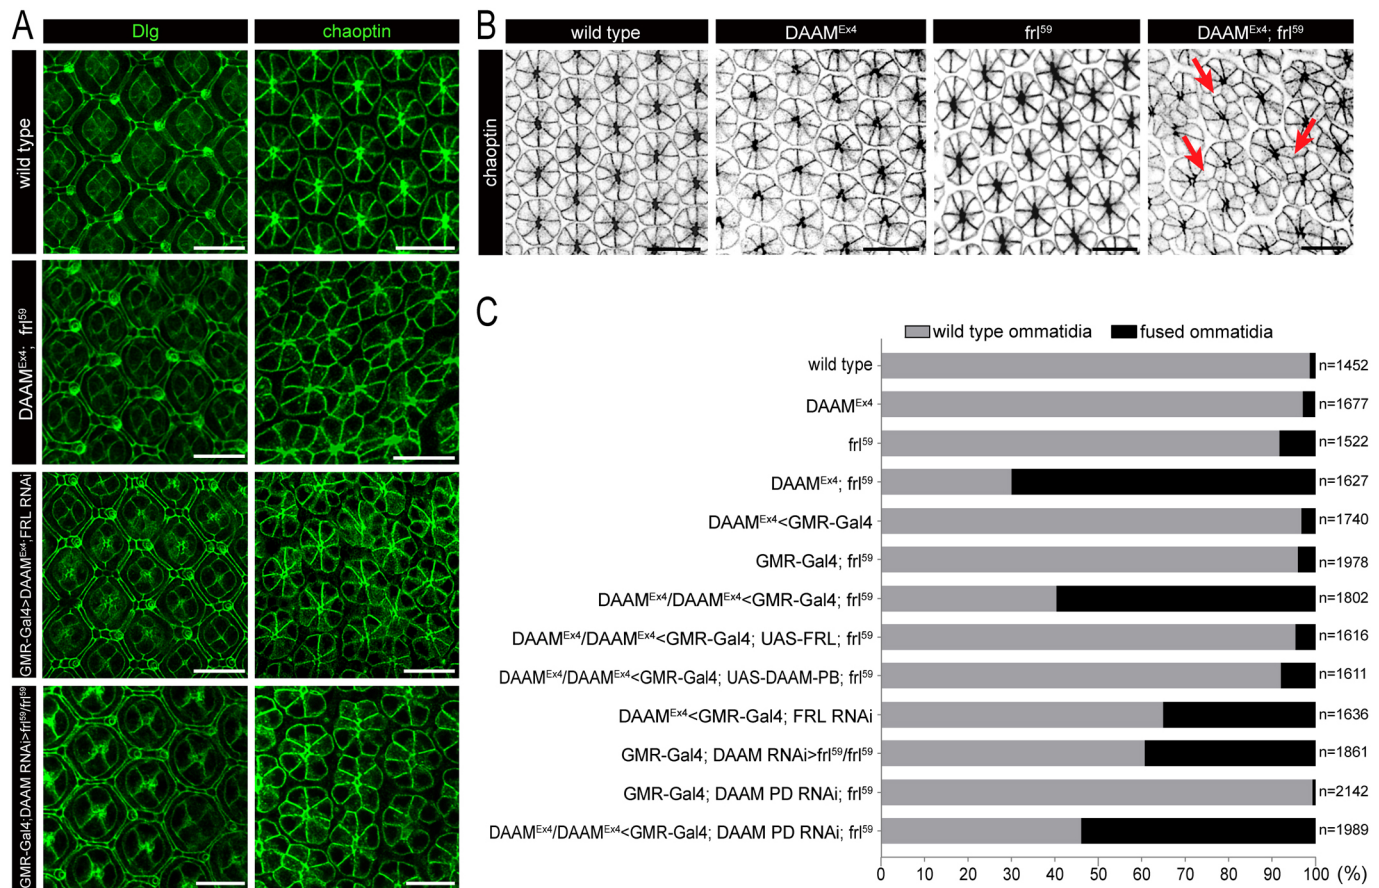 A
Dlg
chaoptin
wild type
DAAMEx4; frl59
GMR-Gal4>DAAMEx4;FRL RNAi
GMR-Gal4;DAAM RNAi>frl59/frl59
B
wild type
DAAMEx4
frl59
DAAMEx4; frl59
chaoptin
C
wild type ommatidia
fused ommatidia
wild type
n=1452
DAAMEx4
n=1677
frl59
n=1522
DAAMEx4; frl59
n=1627
DAAMEx4<GMR-Gal4
n=1740
GMR-Gal4; frl59
n=1978
DAAMEx4/DAAMEx4<GMR-Gal4; frl59
n=1802
DAAMEx4/DAAMEx4<GMR-Gal4; UAS-FRL; frl59
n=1616
DAAMEx4/DAAMEx4<GMR-Gal4; UAS-DAAM-PB; frl59
n=1611
DAAMEx4<GMR-Gal4; FRL RNAi
n=1636
GMR-Gal4; DAAM RNAi>frl59/frl59
n=1861
GMR-Gal4; DAAM PD RNAi; frl59
n=2142
DAAMEx4/DAAMEx4<GMR-Gal4; DAAM PD RNAi; frl59
n=1989
0 10 20 30 40 50 60 70 80 90 100 (%)